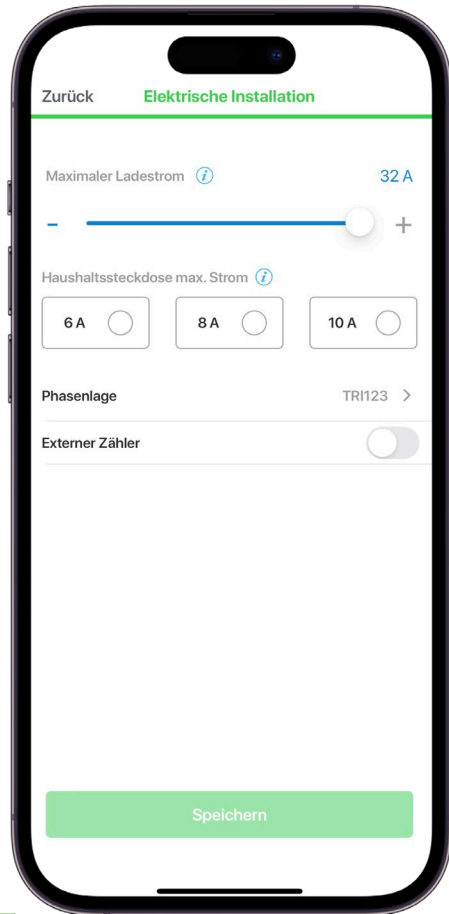 Zurück Elektrische Installation
Maximaler Ladestrom i 32 A
- +
Haushaltssteckdose max. Strom i
6 A 8 A 10 A
Phasenlage TRI123 >
Externer Zähler
Speichern